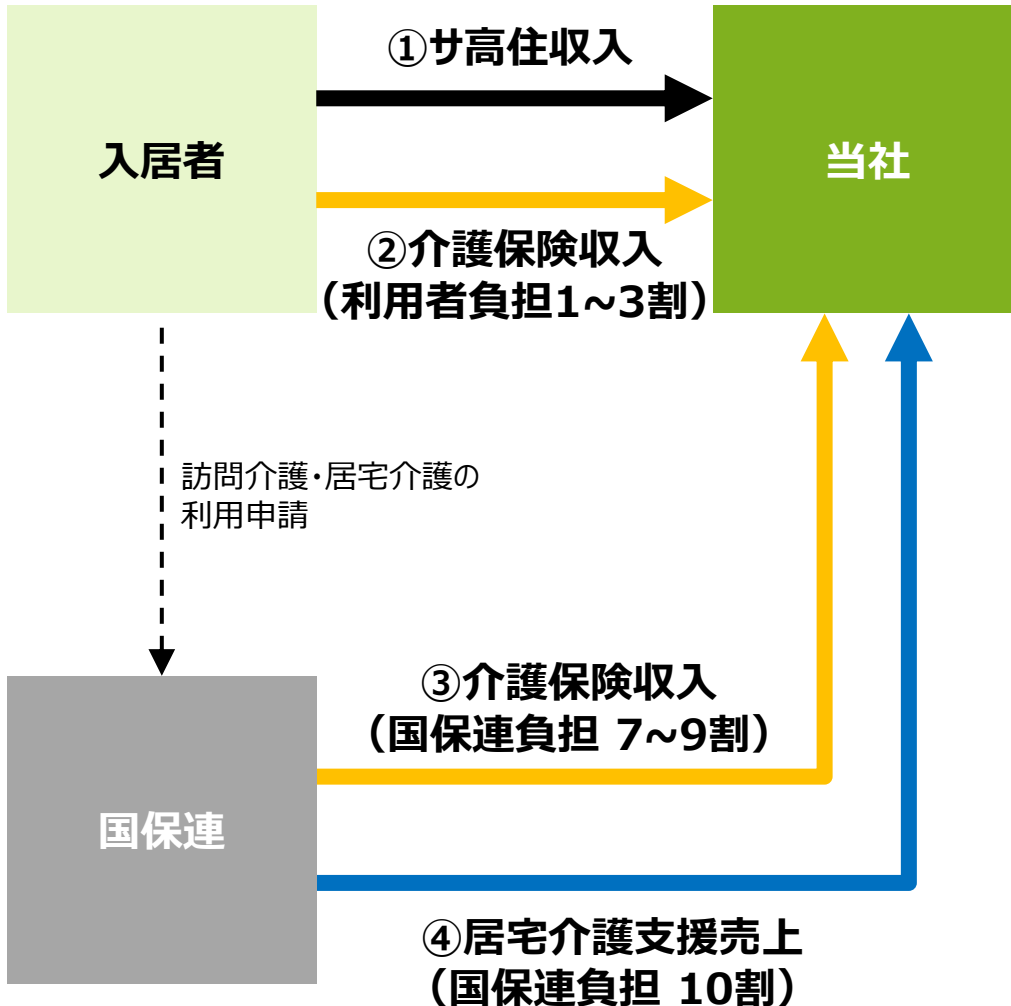 ①サ高住収入
入居者
当社
②介護保険収入
（利用者負担1~3割）
訪問介護・居宅介護の
利用申請
③介護保険収入
（国保連負担 7~9割）
国保連
④居宅介護支援売上
（国保連負担 10割）